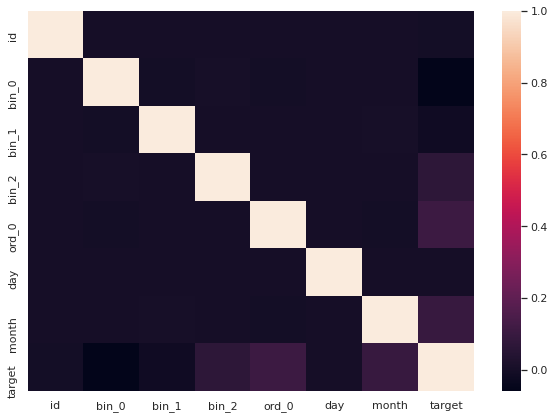 id
bin_0
bin_1
bin_2
ord_0
day
month
target
id bin_0 bin_1 bin_2 ord_0 day month target
1.0
0.8
0.6
0.4
0.2
0.0